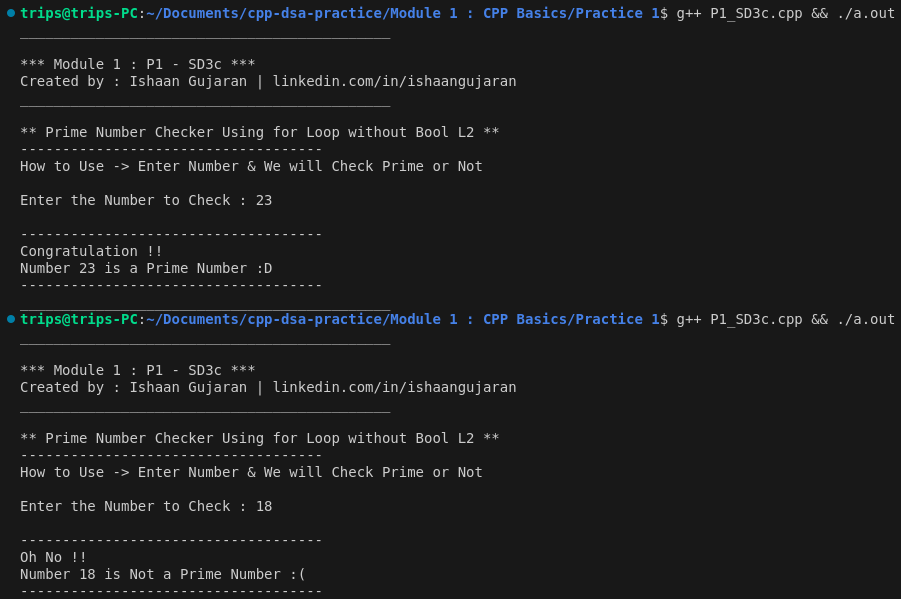 trips@trips-PC:~/Documents/cpp-dsa-practice/Module 1 : CPP Basics/Practice 1$ g++ P1_SD3c.cpp && ./a.out
____________________________________________
*** Module 1 : P1 - SD3c ***
Created by : Ishaan Gujaran | linkedin.com/in/ishaangujaran
____________________________________________
** Prime Number Checker Using for Loop without Bool L2 **
------------------------------------
How to Use -> Enter Number & We will Check Prime or Not
Enter the Number to Check : 23
------------------------------------
Congratulation !!
Number 23 is a Prime Number :D
------------------------------------
____________________________________________
trips@trips-PC:~/Documents/cpp-dsa-practice/Module 1 : CPP Basics/Practice 1$ g++ P1_SD3c.cpp && ./a.out
____________________________________________
*** Module 1 : P1 - SD3c ***
Created by : Ishaan Gujaran | linkedin.com/in/ishaangujaran
____________________________________________
** Prime Number Checker Using for Loop without Bool L2 **
------------------------------------
How to Use -> Enter Number & We will Check Prime or Not
Enter the Number to Check : 18
------------------------------------
Oh No !!
Number 18 is Not a Prime Number :(
------------------------------------